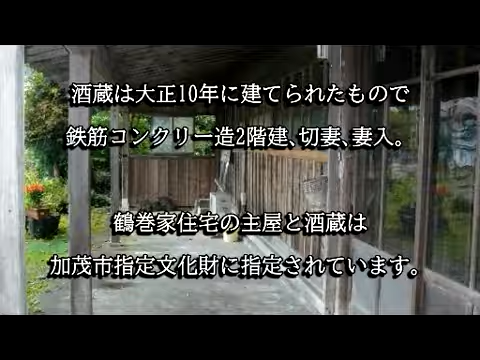 酒蔵は大正10年に建てられたもので
鉄筋コンクリー造2階建､切妻､妻入｡
鶴巻家住宅の主屋と酒蔵は
加茂市指定文化財に指定されています｡